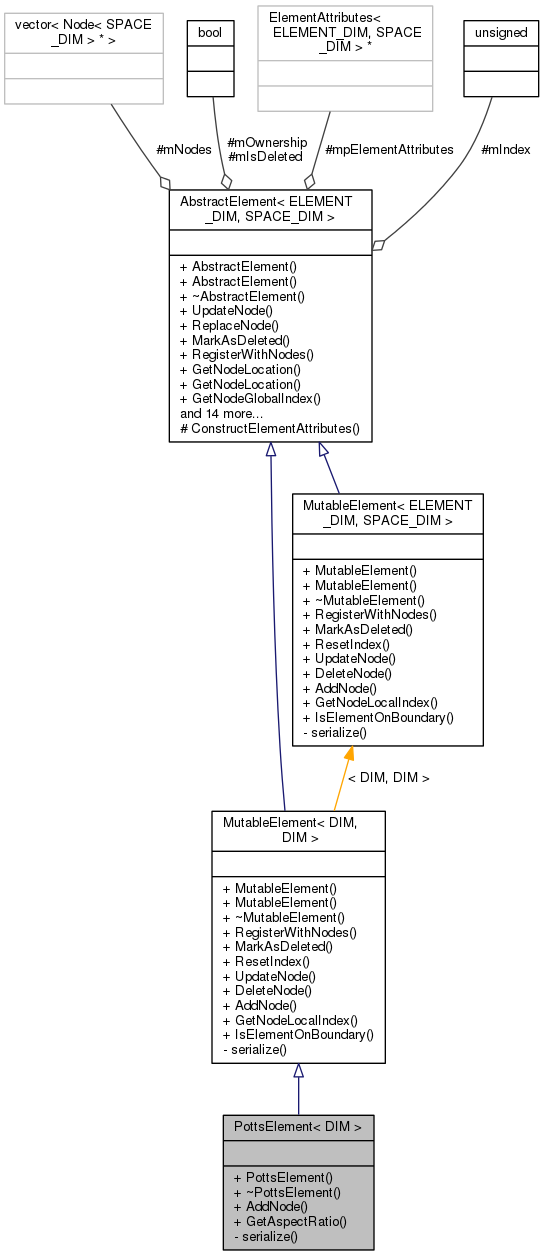 vector< Node< SPACE
_DIM > * >
bool
ElementAttributes<
ELEMENT_DIM, SPACE
_DIM > *
unsigned
#mNodes
#mOwnership
#mIsDeleted
#mpElementAttributes
#mIndex
AbstractElement< ELEMENT
_DIM, SPACE_DIM >
+ AbstractElement()
+ AbstractElement()
+ ~AbstractElement()
+ UpdateNode()
+ ReplaceNode()
+ MarkAsDeleted()
+ RegisterWithNodes()
+ GetNodeLocation()
+ GetNodeLocation()
+ GetNodeGlobalIndex()
and 14 more...
# ConstructElementAttributes()
MutableElement< ELEMENT
_DIM, SPACE_DIM >
+ MutableElement()
+ MutableElement()
+ ~MutableElement()
+ RegisterWithNodes()
+ MarkAsDeleted()
+ ResetIndex()
+ UpdateNode()
+ DeleteNode()
+ AddNode()
+ GetNodeLocalIndex()
+ IsElementOnBoundary()
- serialize()
< DIM, DIM >
MutableElement< DIM,
DIM >
+ MutableElement()
+ MutableElement()
+ ~MutableElement()
+ RegisterWithNodes()
+ MarkAsDeleted()
+ ResetIndex()
+ UpdateNode()
+ DeleteNode()
+ AddNode()
+ GetNodeLocalIndex()
+ IsElementOnBoundary()
- serialize()
PottsElement< DIM >
+ PottsElement()
+ ~PottsElement()
+ AddNode()
+ GetAspectRatio()
- serialize()